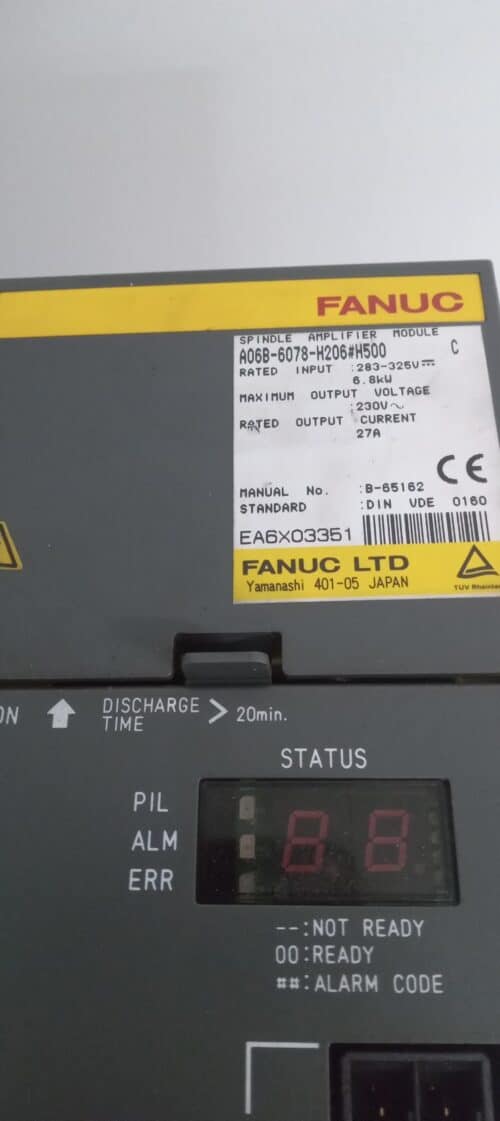 FANUC
SPINDLE AMPLIFIER MODULE
A06B-6078-H206#H500 C
RATED INPUT :283-325V⎓
6.8kW
MAXIMUM OUTPUT VOLTAGE
:230V～
RATED OUTPUT CURRENT
27A
CE
MANUAL No. :B-65162
STANDARD :DIN VDE 0160
EA6X03351
FANUC LTD
Yamanashi 401-05 JAPAN
TUV Rheinla
ON DISCHARGE TIME > 20min.
STATUS
PIL
ALM
ERR
88
--:NOT READY
00:READY
##:ALARM CODE